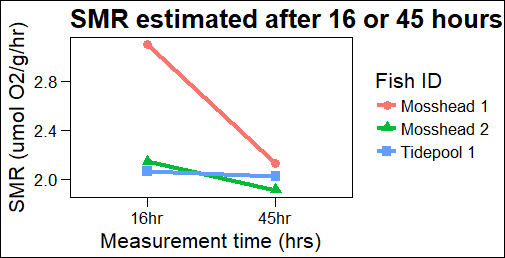 SMR estimated after 16 or 45 hours
SMR (umol O2/g/hr)
2.8
2.4
2.0
16hr
45hr
Measurement time (hrs)
Fish ID
Mosshead 1
Mosshead 2
Tidepool 1